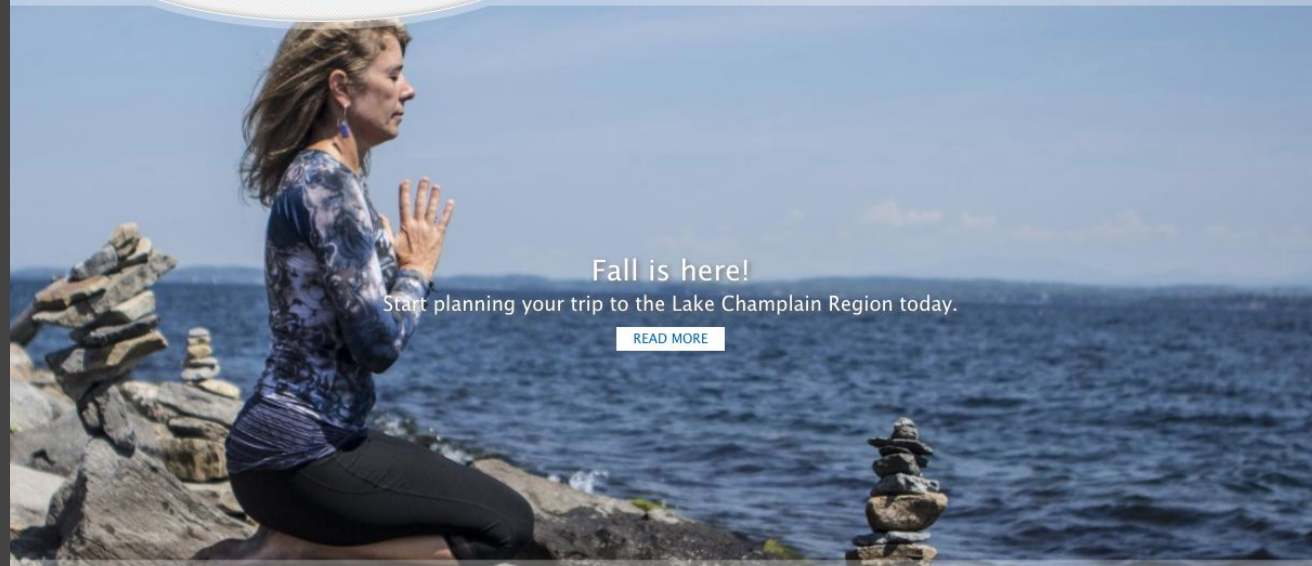 Fall is here!
Start planning your trip to the Lake Champlain Region today.
READ MORE